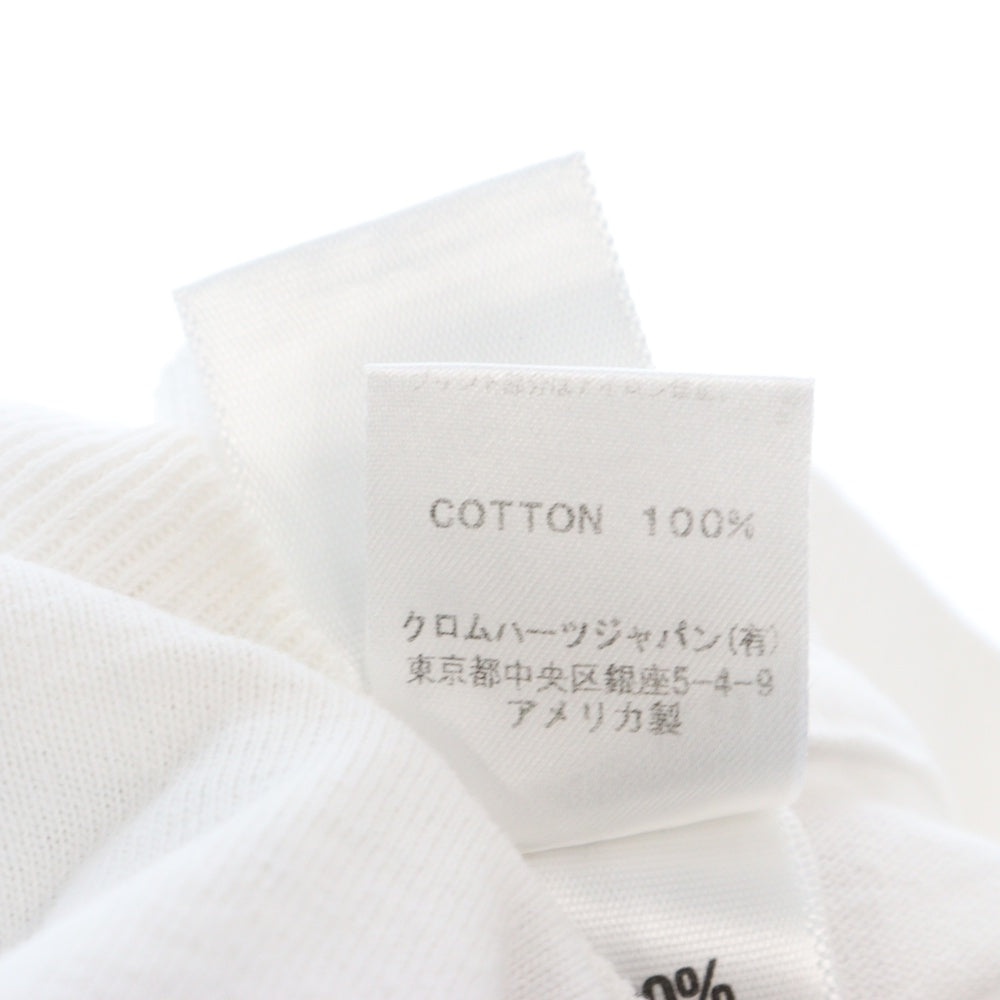 COTTON 100%
クロムハーツジャパン(有)
東京都中央区銀座5-4-9
アメリカ製
0%